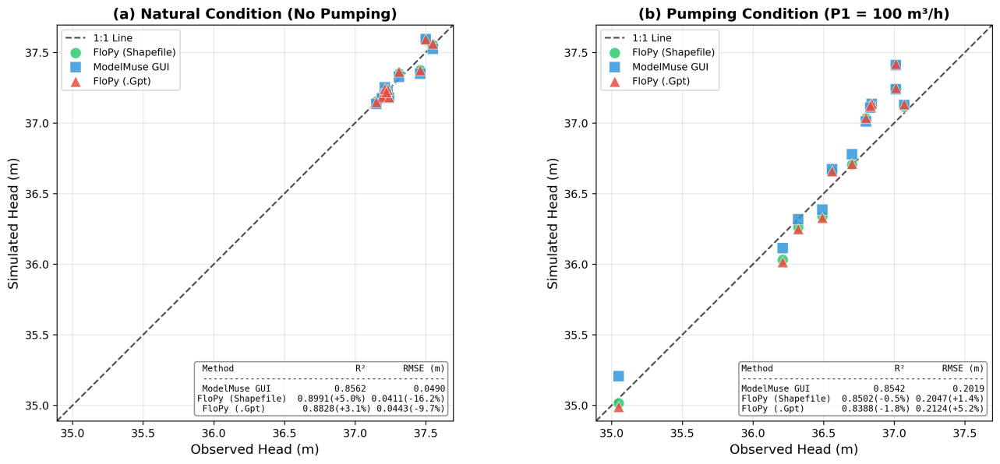 (a) Natural Condition (No Pumping)
1:1 Line
FloPy (Shapefile)
ModelMuse GUI
FloPy (.Gpt)
Simulated Head (m)
37.5
37.0
36.5
36.0
35.5
35.0
Method R² RMSE (m)
--------------------------------------------------
ModelMuse GUI 0.8562 0.0490
FloPy (Shapefile) 0.8991(+5.0%) 0.0411(-16.2%)
FloPy (.Gpt) 0.8828(+3.1%) 0.0443(-9.7%)
35.0 35.5 36.0 36.5 37.0 37.5
Observed Head (m)
(b) Pumping Condition (P1 = 100 m³/h)
1:1 Line
FloPy (Shapefile)
ModelMuse GUI
FloPy (.Gpt)
Simulated Head (m)
37.5
37.0
36.5
36.0
35.5
35.0
Method R² RMSE (m)
--------------------------------------------------
ModelMuse GUI 0.8542 0.2019
FloPy (Shapefile) 0.8502(-0.5%) 0.2047(+1.4%)
FloPy (.Gpt) 0.8388(-1.8%) 0.2124(+5.2%)
35.0 35.5 36.0 36.5 37.0 37.5
Observed Head (m)